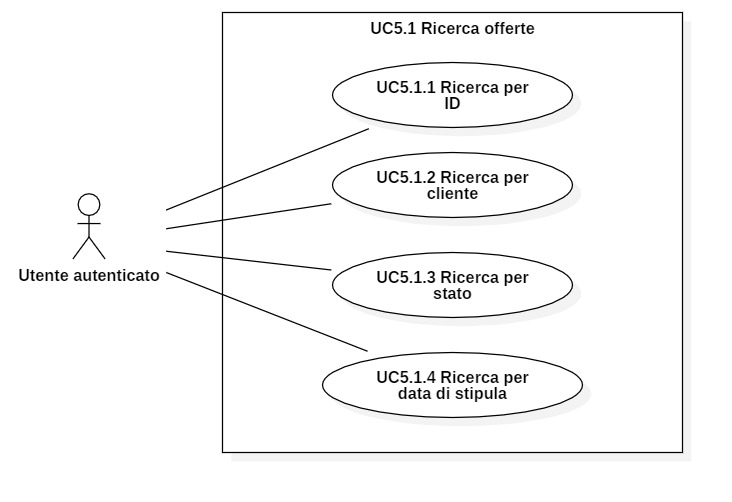 UC5.1 Ricerca offerte
UC5.1.1 Ricerca per
ID
UC5.1.2 Ricerca per
cliente
Utente autenticato
UC5.1.3 Ricerca per
stato
UC5.1.4 Ricerca per
data di stipula